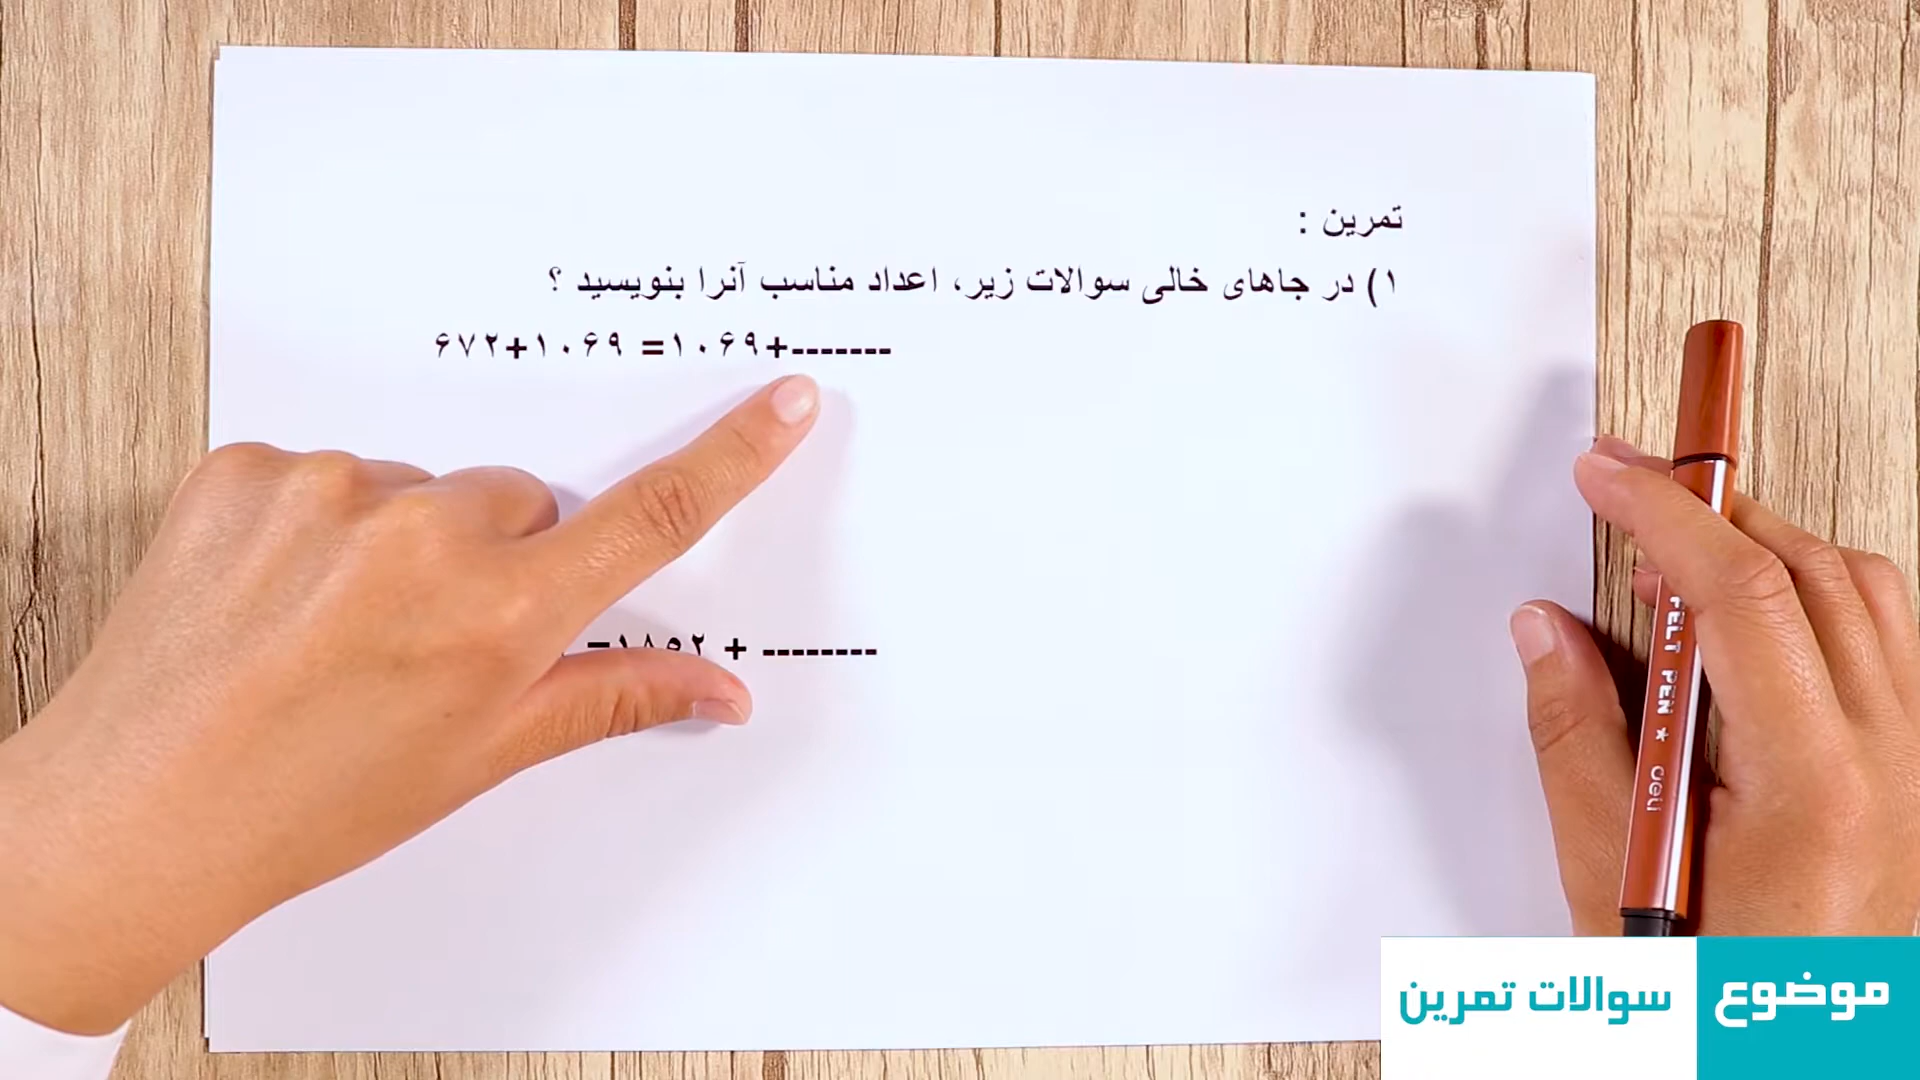 تمرین :
۱) در جاهای خالی سوالات زیر، اعداد مناسب آنرا بنویسید ؟
۶۷۲+۱۰۶۹ =۱۰۶۹+-------
=۱۸۵۲ + --------
FELT PEN ★ deli
موضوع
سوالات تمرین